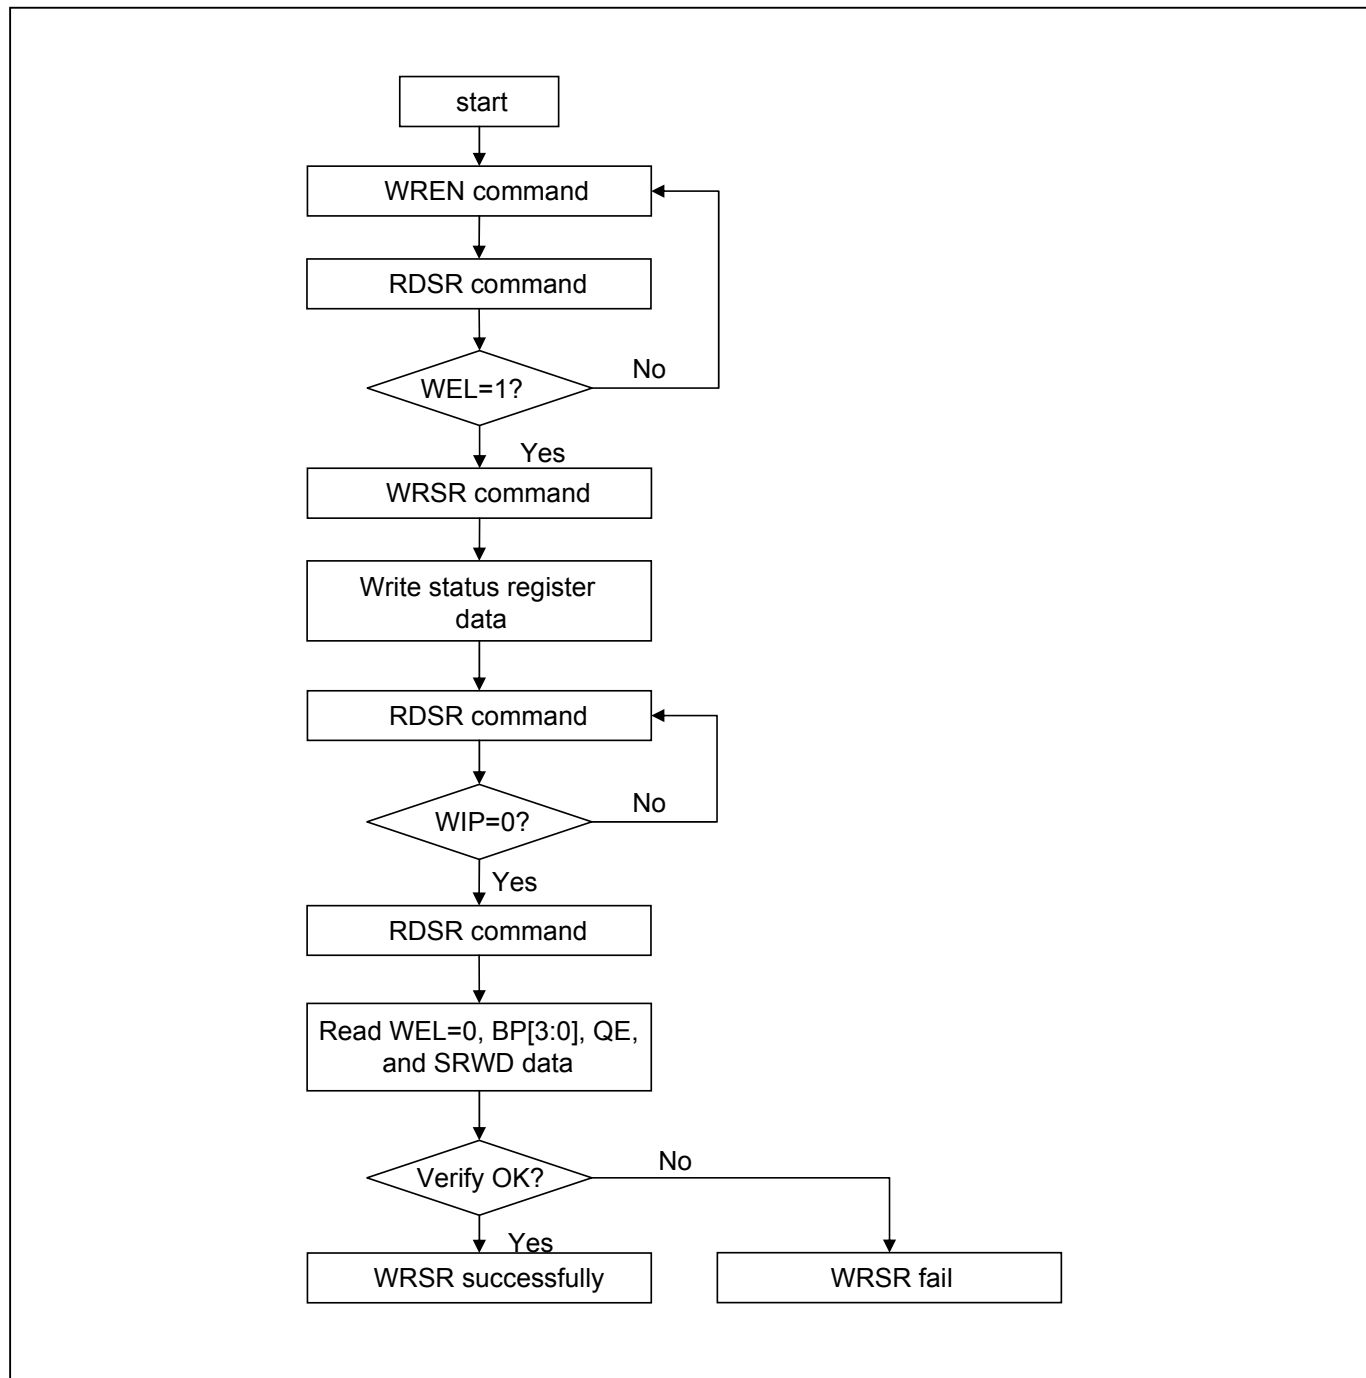 start
WREN command
RDSR command
WEL=1?
No
Yes
WRSR command
Write status register
data
RDSR command
WIP=0?
No
Yes
RDSR command
Read WEL=0, BP[3:0], QE,
and SRWD data
Verify OK?
No
Yes
WRSR successfully
WRSR fail